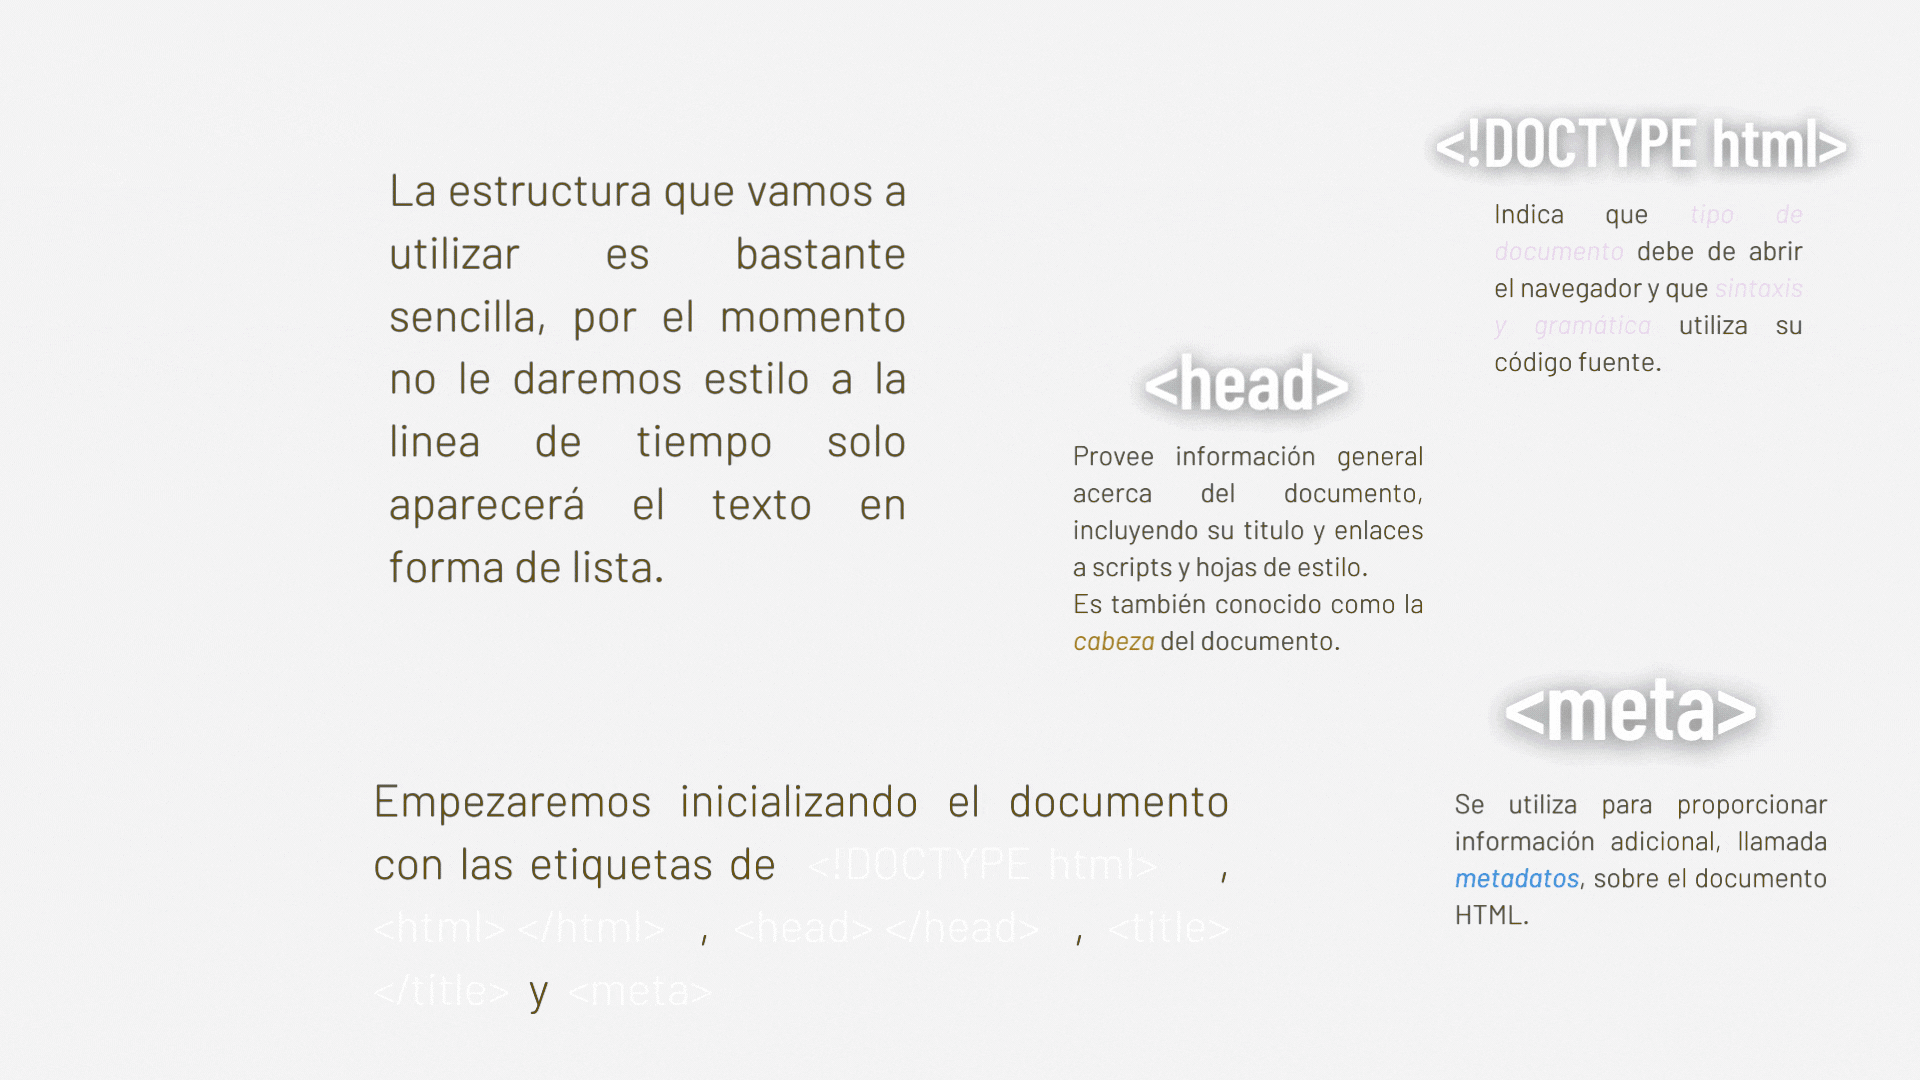 La estructura que vamos a
utilizar es bastante
sencilla, por el momento
no le daremos estilo a la
linea de tiempo solo
aparecerá el texto en
forma de lista.
Empezaremos inicializando el documento
con las etiquetas de <!DOCTYPE html> ,
<html> </html> , <head> </head> , <title>
</title> y <meta>
<head>
Provee información general
acerca del documento,
incluyendo su titulo y enlaces
a scripts y hojas de estilo.
Es también conocido como la
cabeza del documento.
<!DOCTYPE html>
Indica que tipo de
documento debe de abrir
el navegador y que sintaxis
y gramática utiliza su
código fuente.
<meta>
Se utiliza para proporcionar
información adicional, llamada
metadatos, sobre el documento
HTML.